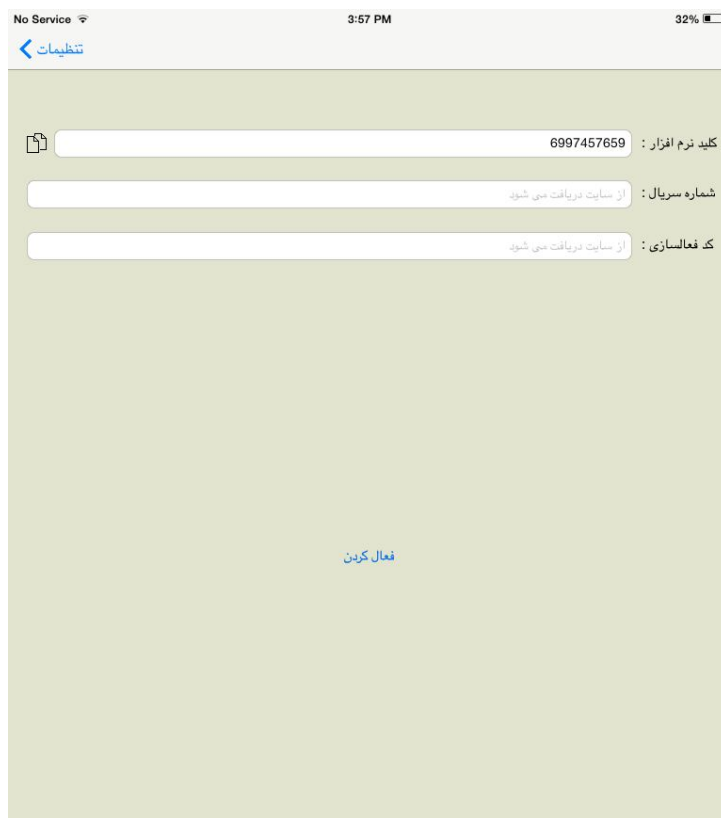 No Service 3:57 PM 32%
تنظیمات
کلید نرم افزار : 6997457659
شماره سریال : از سایت دریافت می شود
کد فعالسازی : از سایت دریافت می شود
فعال کردن